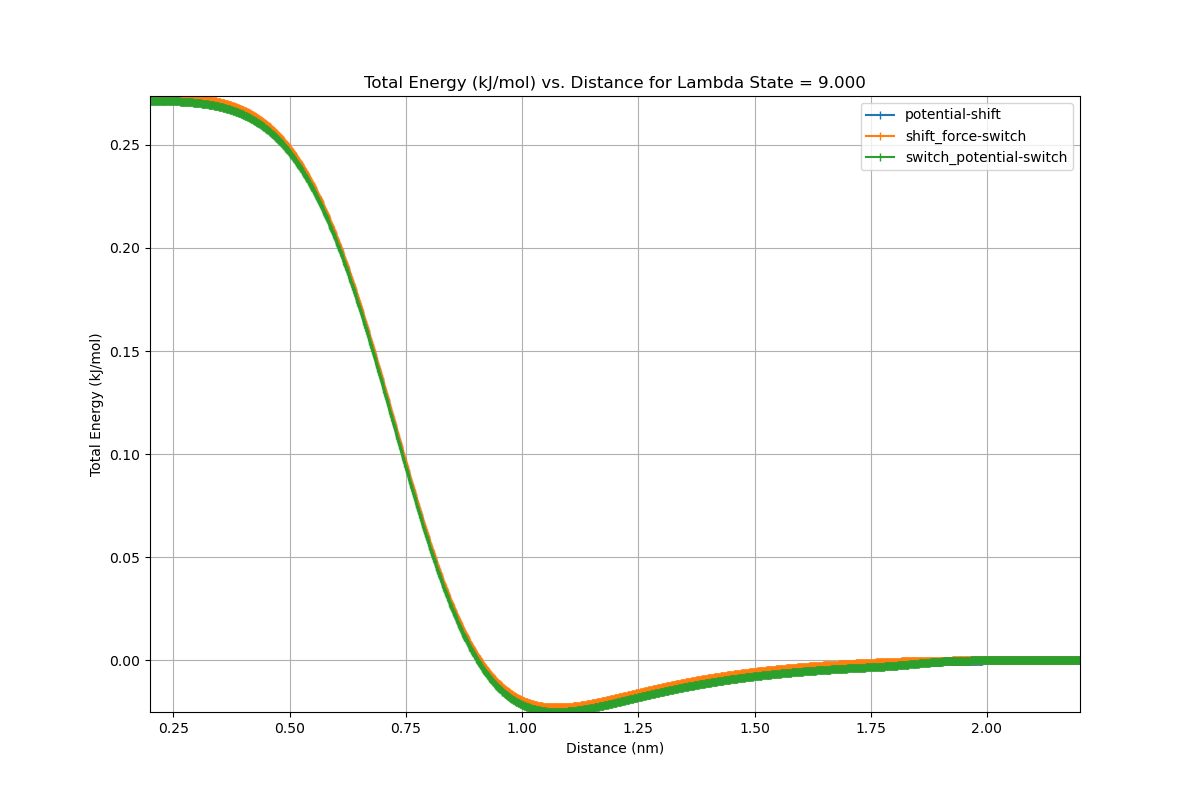 Total Energy (kJ/mol) vs. Distance for Lambda State = 9.000
potential-shift
shift_force-switch
switch_potential-switch
Total Energy (kJ/mol)
0.25
0.20
0.15
0.10
0.05
0.00
0.25
0.50
0.75
1.00
1.25
1.50
1.75
2.00
Distance (nm)